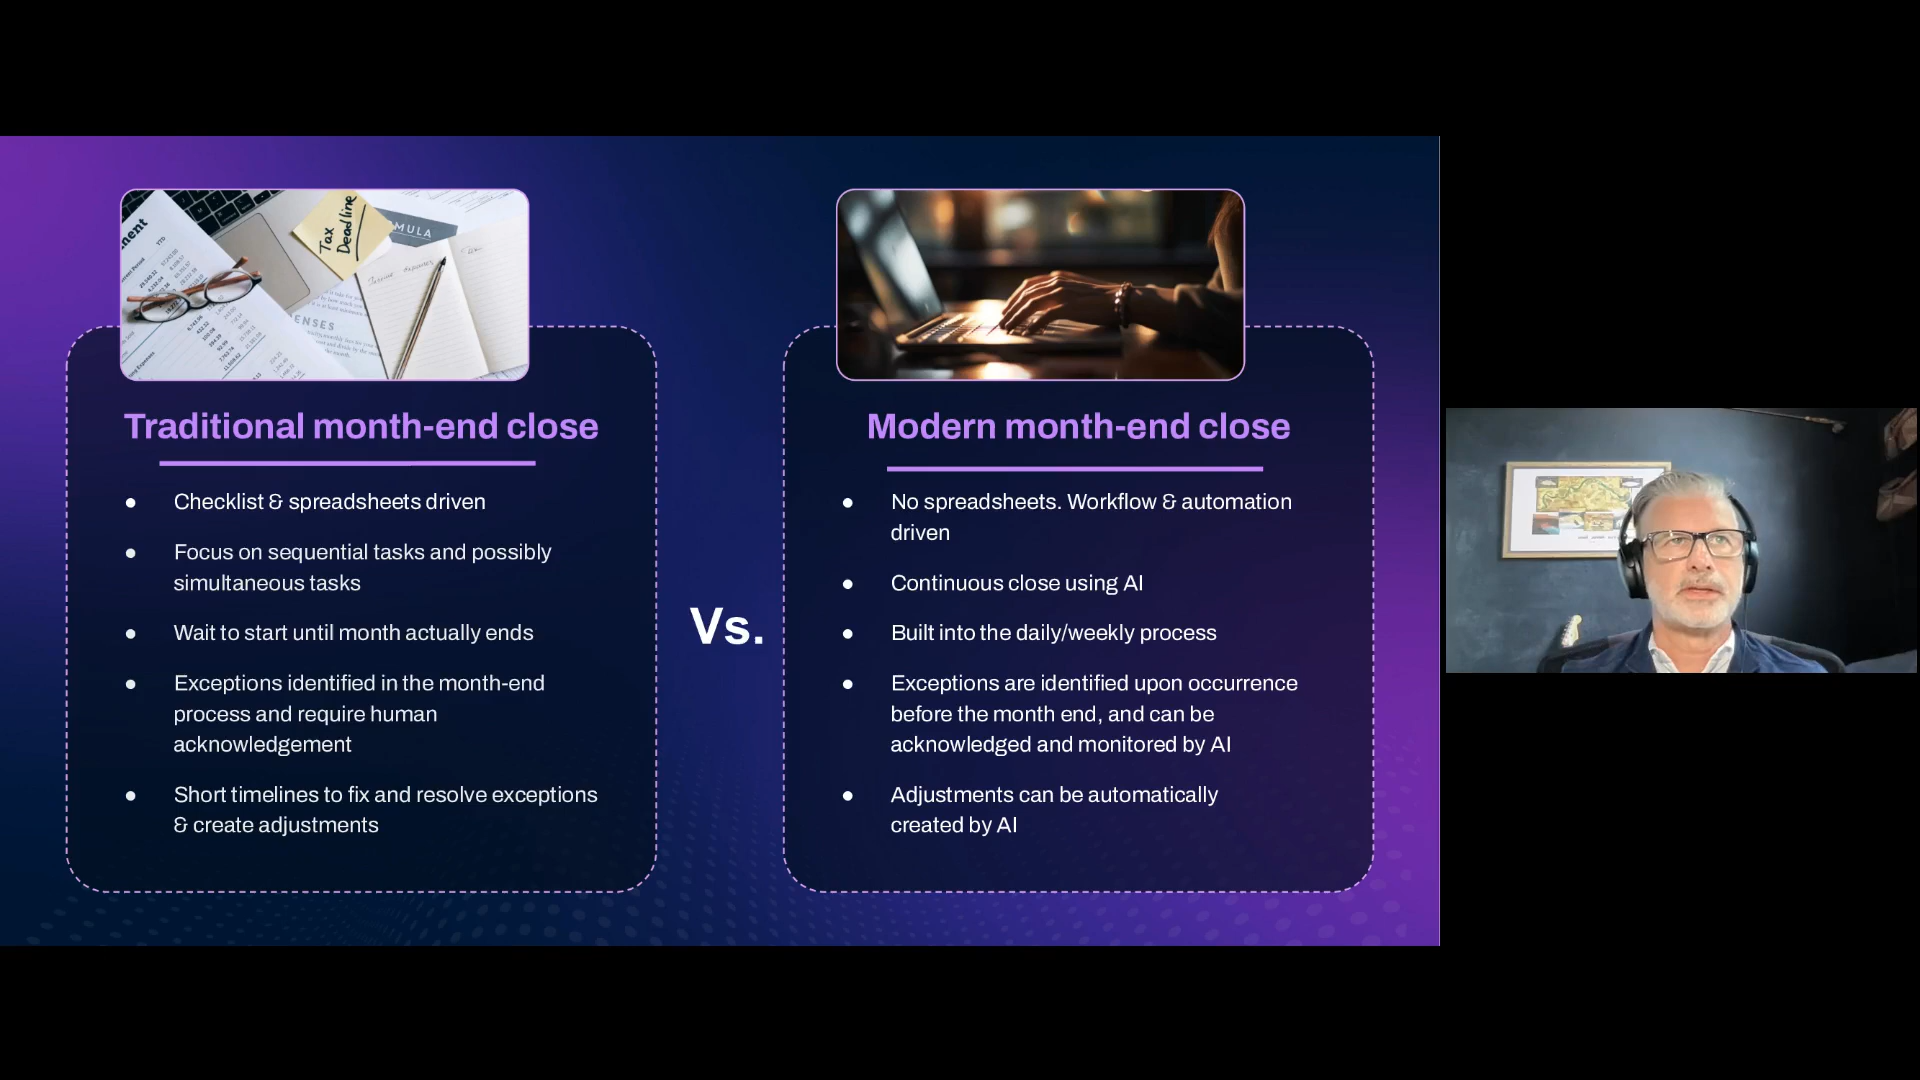 Tax
Deadline
MULA
ENSES
Traditional month-end close
● Checklist & spreadsheets driven
● Focus on sequential tasks and possibly
simultaneous tasks
● Wait to start until month actually ends
● Exceptions identified in the month-end
process and require human
acknowledgement
● Short timelines to fix and resolve exceptions
& create adjustments
Vs.
Modern month-end close
● No spreadsheets. Workflow & automation
driven
● Continuous close using AI
● Built into the daily/weekly process
● Exceptions are identified upon occurrence
before the month end, and can be
acknowledged and monitored by AI
● Adjustments can be automatically
created by AI